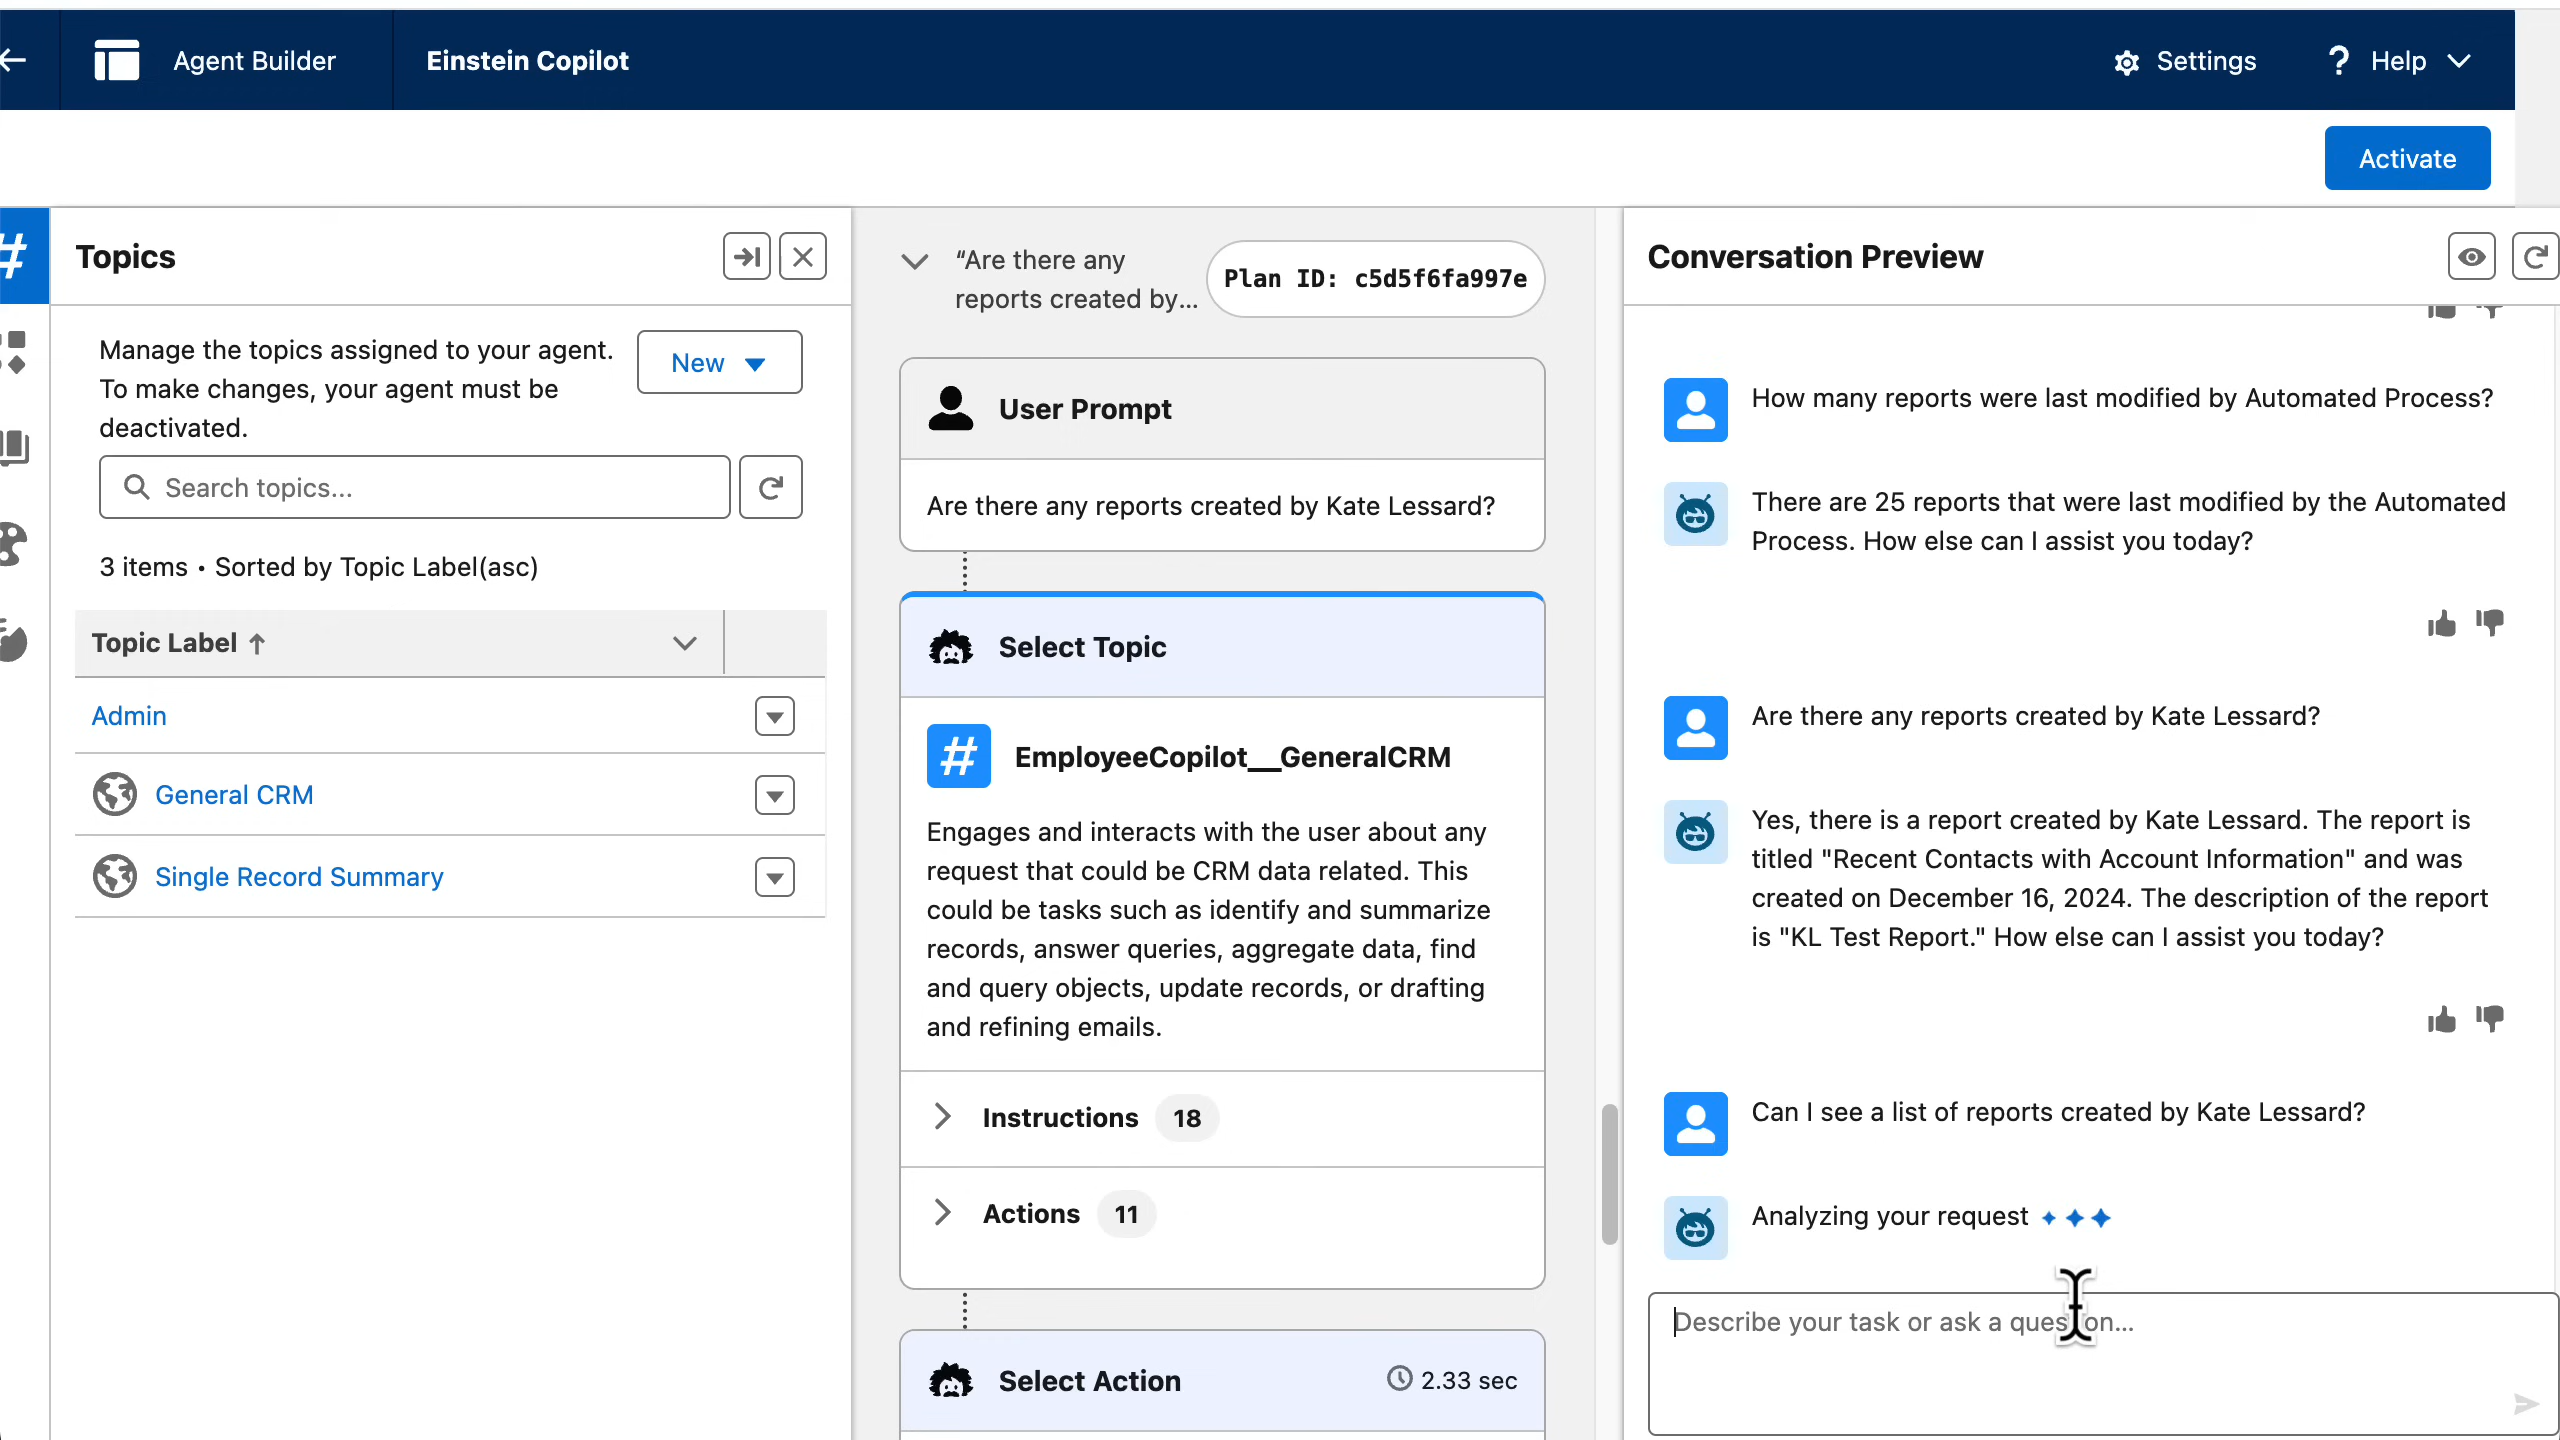 Agent Builder
Einstein Copilot
Settings
? Help
Activate
#
Topics
Manage the topics assigned to your agent.
To make changes, your agent must be
deactivated.
New
Search topics...
3 items • Sorted by Topic Label(asc)
Topic Label ↑
Admin
General CRM
Single Record Summary
“Are there any
reports created by...
Plan ID: c5d5f6fa997e
User Prompt
Are there any reports created by Kate Lessard?
Select Topic
# EmployeeCopilot__GeneralCRM
Engages and interacts with the user about any
request that could be CRM data related. This
could be tasks such as identify and summarize
records, answer queries, aggregate data, find
and query objects, update records, or drafting
and refining emails.
Instructions 18
Actions 11
Select Action
2.33 sec
Conversation Preview
How many reports were last modified by Automated Process?
There are 25 reports that were last modified by the Automated
Process. How else can I assist you today?
Are there any reports created by Kate Lessard?
Yes, there is a report created by Kate Lessard. The report is
titled "Recent Contacts with Account Information" and was
created on December 16, 2024. The description of the report
is "KL Test Report." How else can I assist you today?
Can I see a list of reports created by Kate Lessard?
Analyzing your request
Describe your task or ask a question...